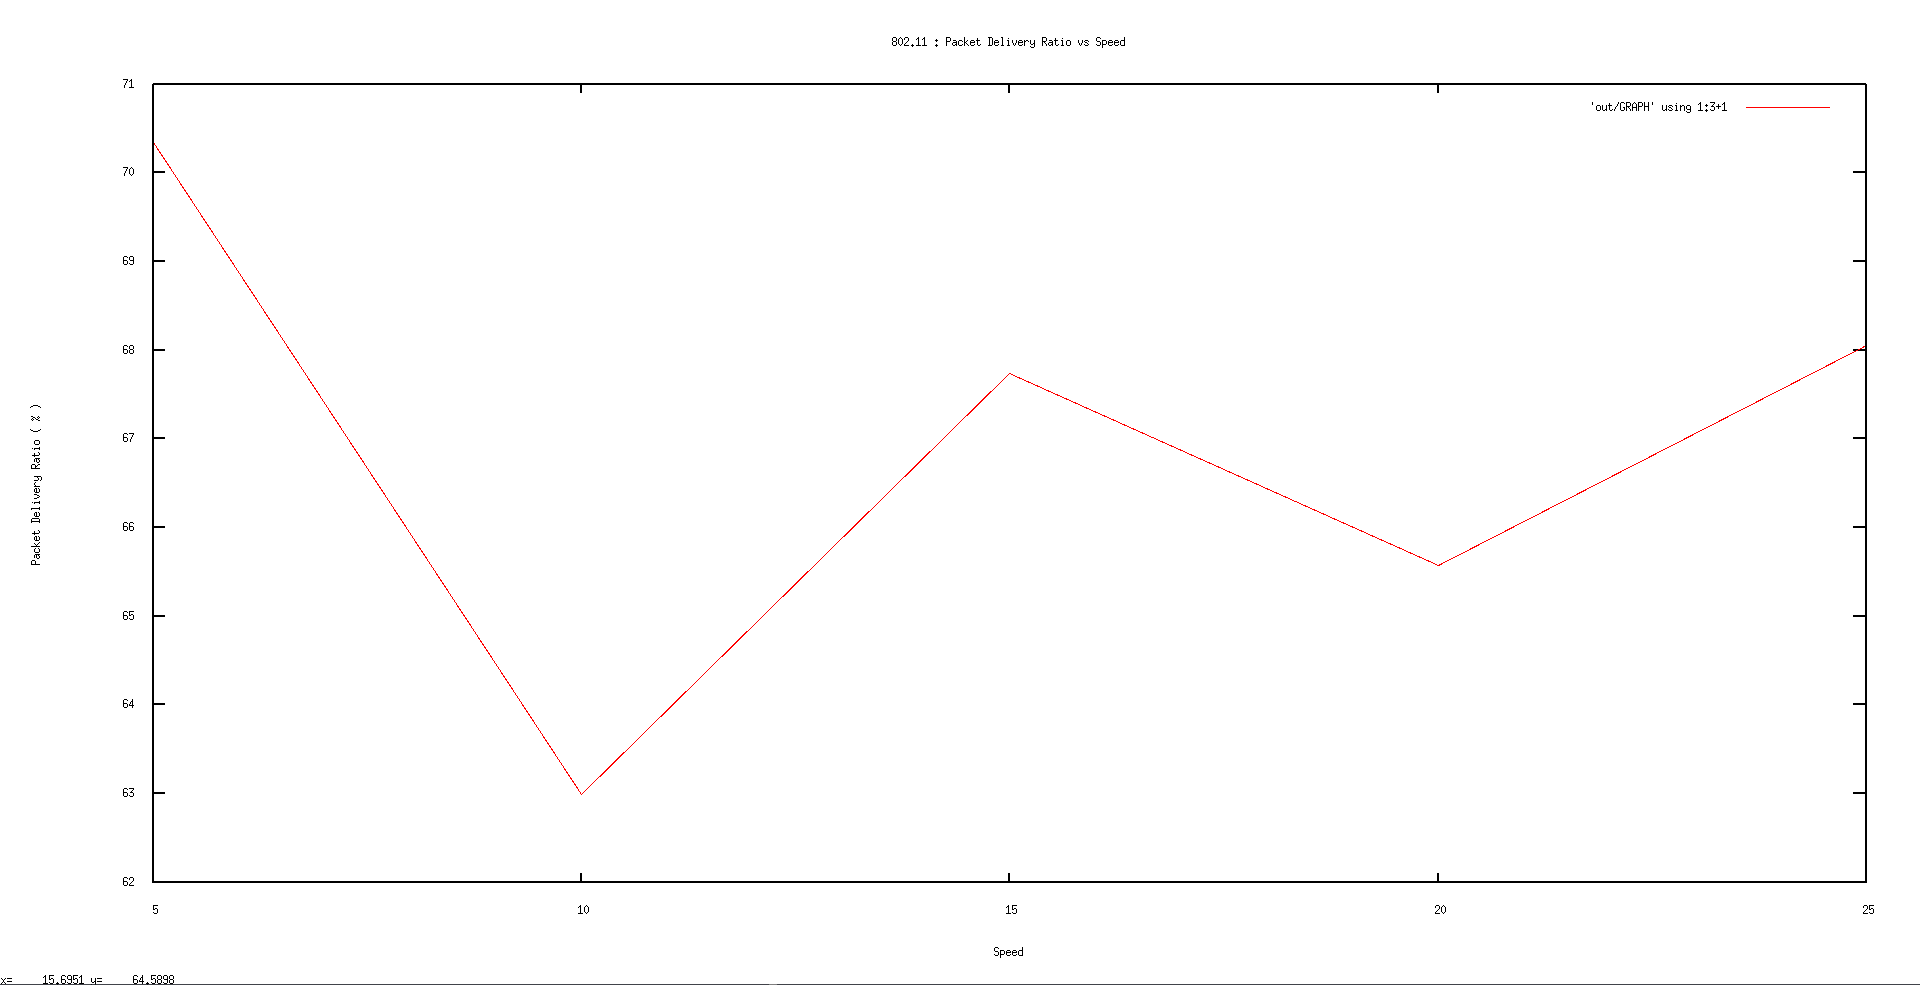 802.11 : Packet Delivery Ratio vs Speed
71
'out/GRAPH' using 1:3+1
70
69
68
67
66
65
64
63
62
Packet Delivery Ratio ( % )
5 10 15 20 25
Speed
x= 15.6951 y= 64.5898